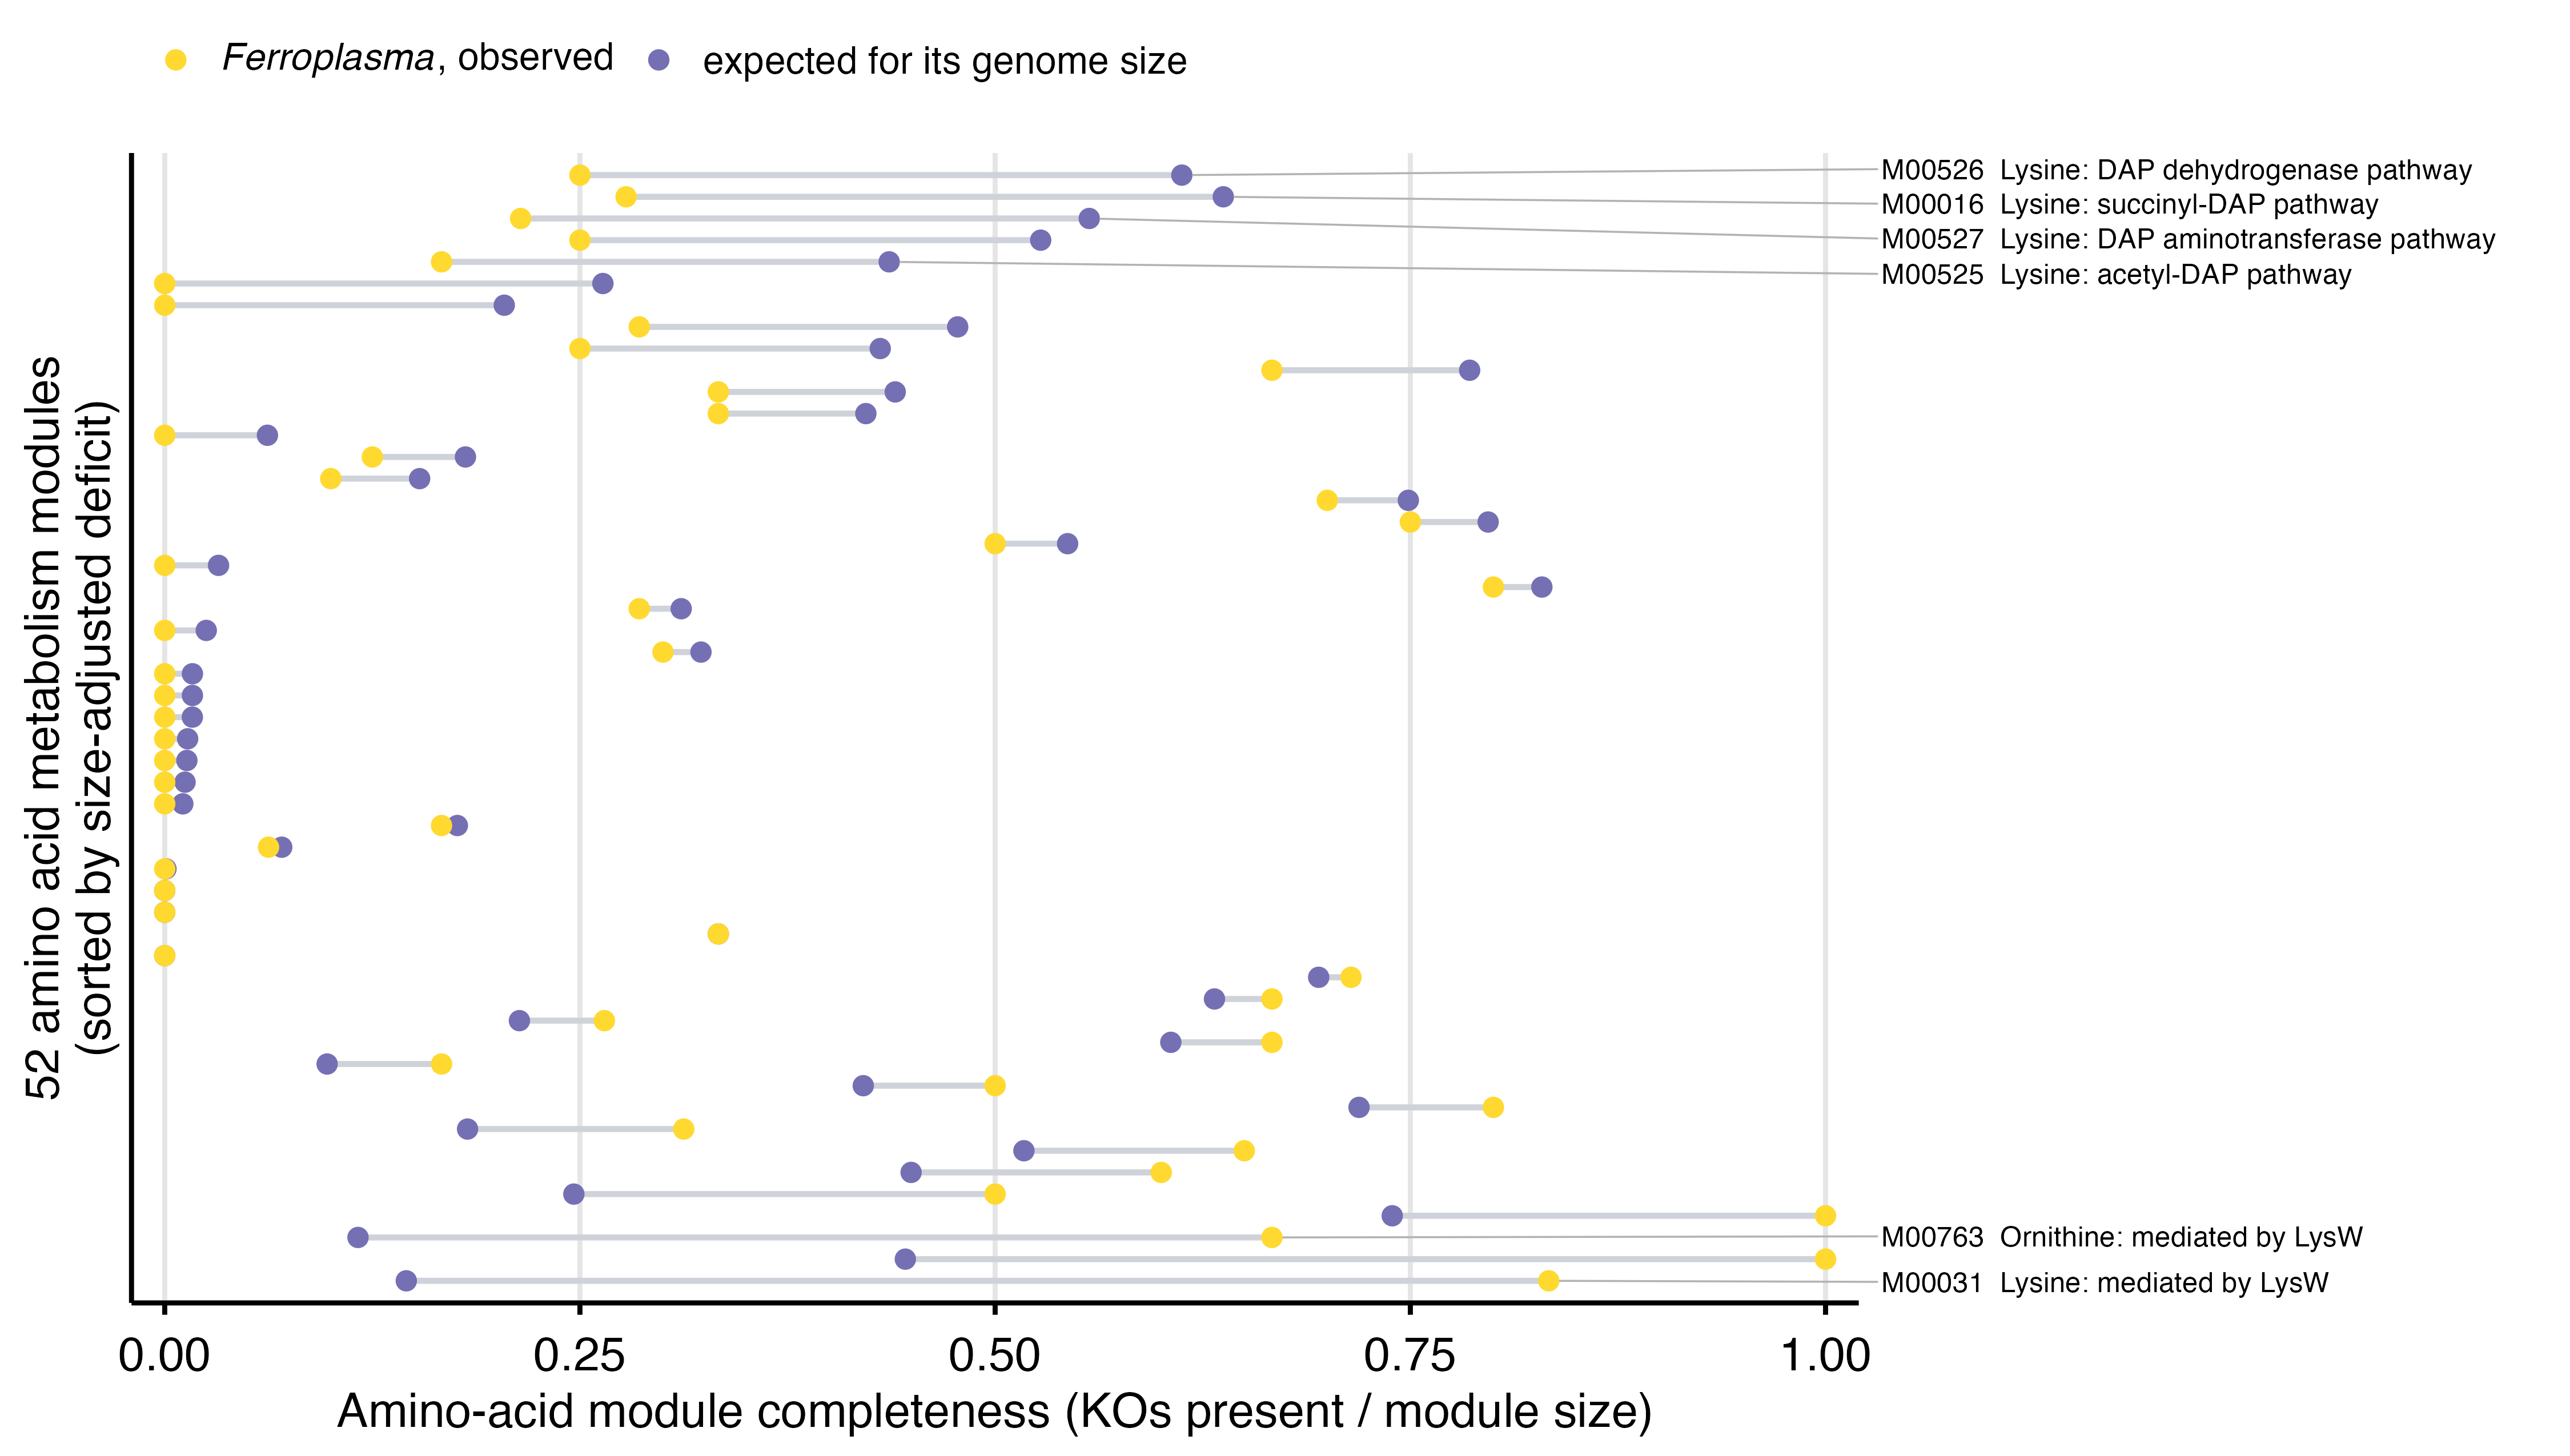 Ferroplasma, observed
expected for its genome size
M00526 Lysine: DAP dehydrogenase pathway
M00016 Lysine: succinyl-DAP pathway
M00527 Lysine: DAP aminotransferase pathway
M00525 Lysine: acetyl-DAP pathway
52 amino acid metabolism modules
(sorted by size-adjusted deficit)
M00763 Ornithine: mediated by LysW
M00031 Lysine: mediated by LysW
0.00 0.25 0.50 0.75 1.00
Amino-acid module completeness (KOs present / module size)